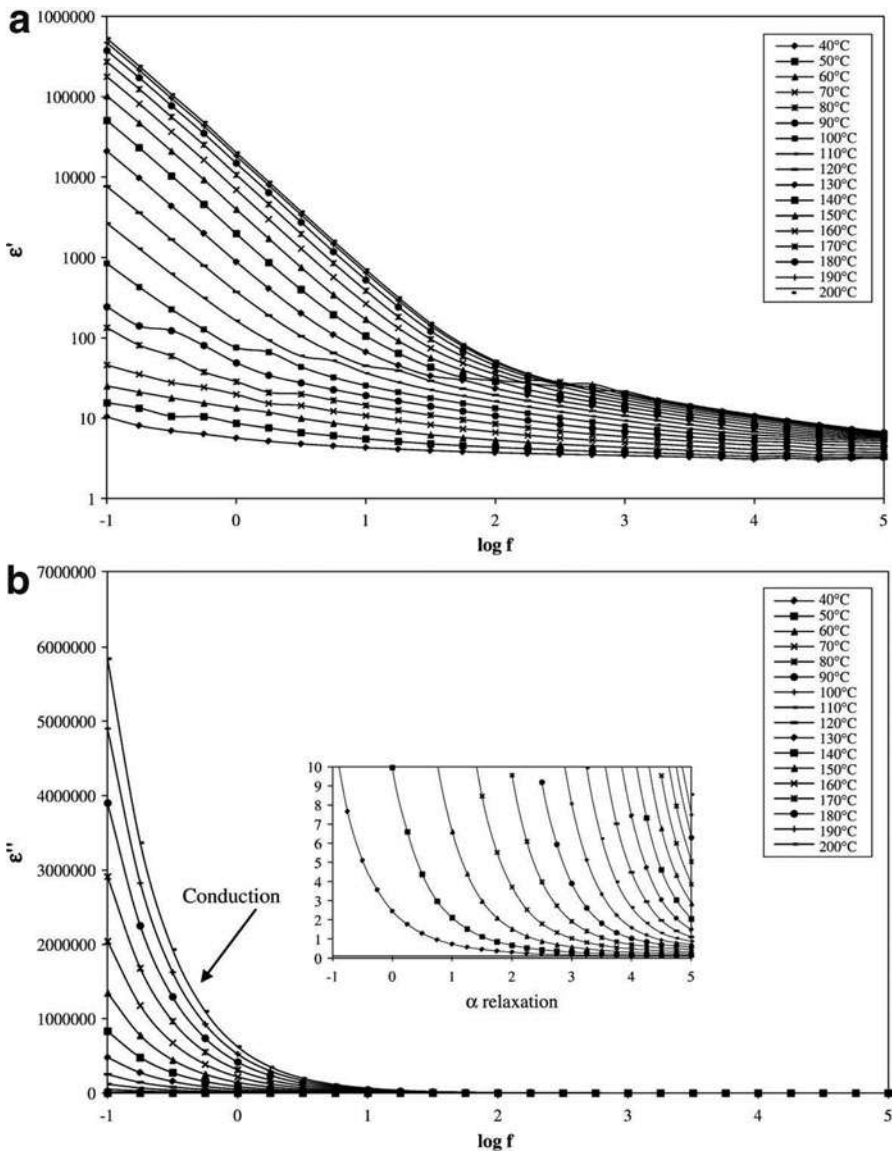 a
1000000
100000
10000
1000
100
10
1
ε'
-1 0 1 2 3 4 5
log f
40°C
50°C
60°C
70°C
80°C
90°C
100°C
110°C
120°C
130°C
140°C
150°C
160°C
170°C
180°C
190°C
200°C
b
7000000
6000000
5000000
4000000
3000000
2000000
1000000
0
ε''
Conduction
10
9
8
7
6
5
4
3
2
1
0
-1 0 1 2 3 4 5
α relaxation
-1 0 1 2 3 4 5
log f
40°C
50°C
60°C
70°C
80°C
90°C
100°C
110°C
120°C
130°C
140°C
150°C
160°C
170°C
180°C
190°C
200°C